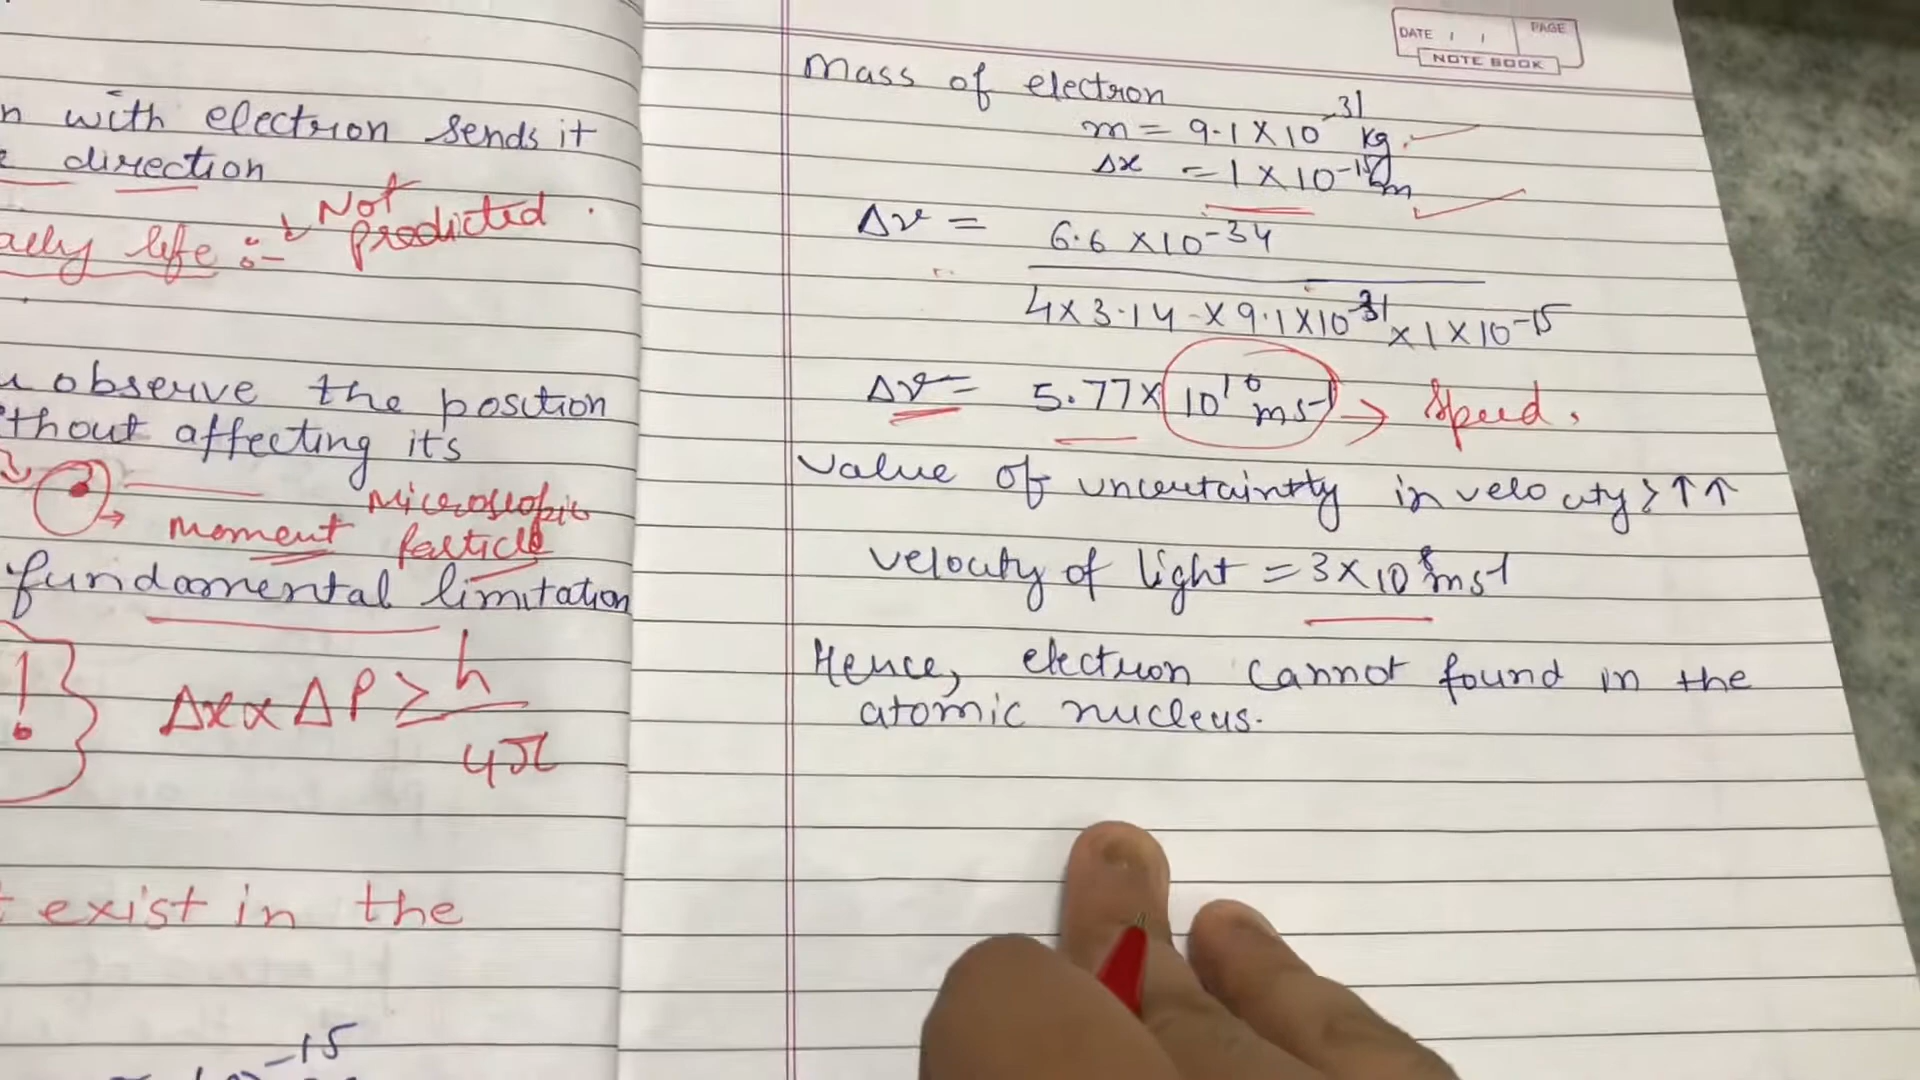 n with electron sends it
direction
Not
ally life :- predicted.
observe the position
thout affecting its
Microscopic
moment particle
fundamental limitation
! Δx × ΔP ≥ h
4π
exist in the
-15
DATE / / PAGE
NOTE BOOK
Mass of electron
m = 9.1 X 10-31 kg.
Δx = 1 X 10-15 m
Δv = 6.6 X 10-34
4 x 3.14 x 9.1 X 10-31 x 1 X 10-15
Δv = 5.77 x 10 10 ms-1 → Speed.
Value of uncertaintty in velocity > ↑↑
velocity of light = 3 X 10 8 ms-1
Hence, electron cannot found in the
atomic nucleus.